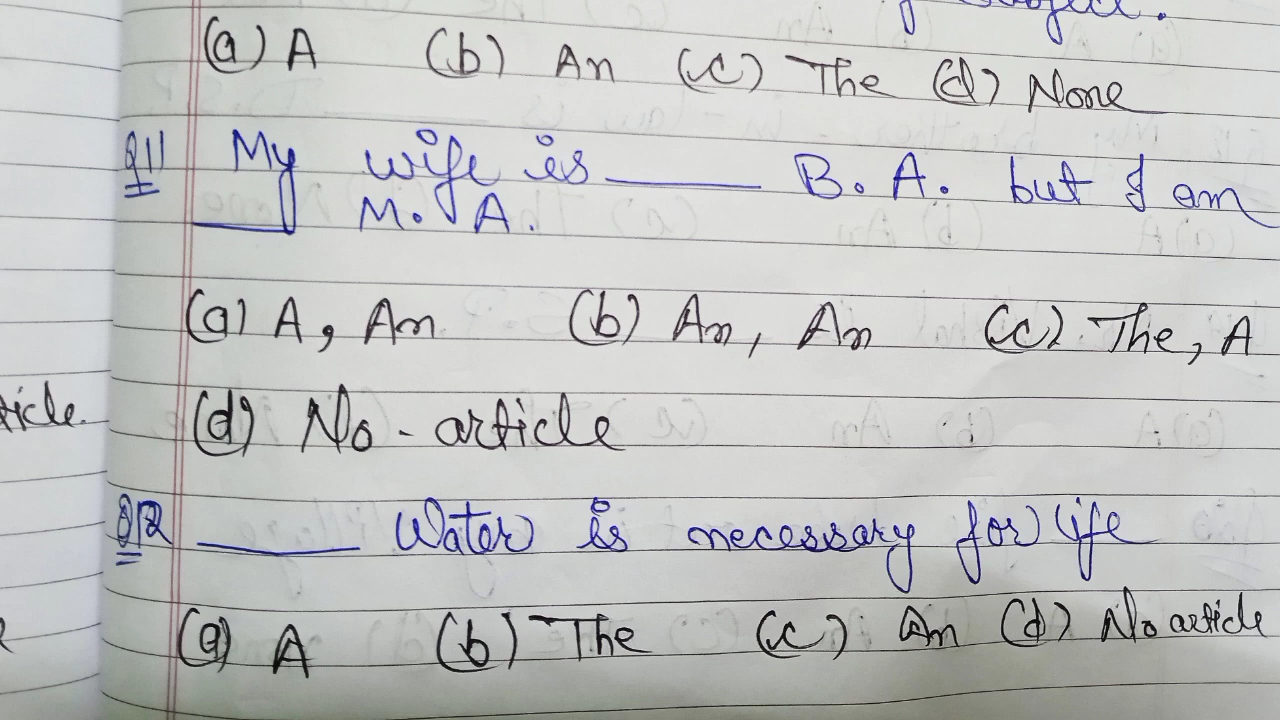 (a) A (b) An (c) The (d) None
Q11 My wife is ______ B. A. but I am
______ M. A.
(a) A, An (b) An, An (c) The, A
(d) No-article
ticle.
Q12 ______ Water is necessary for life
(a) A (b) The (c) An (d) No article